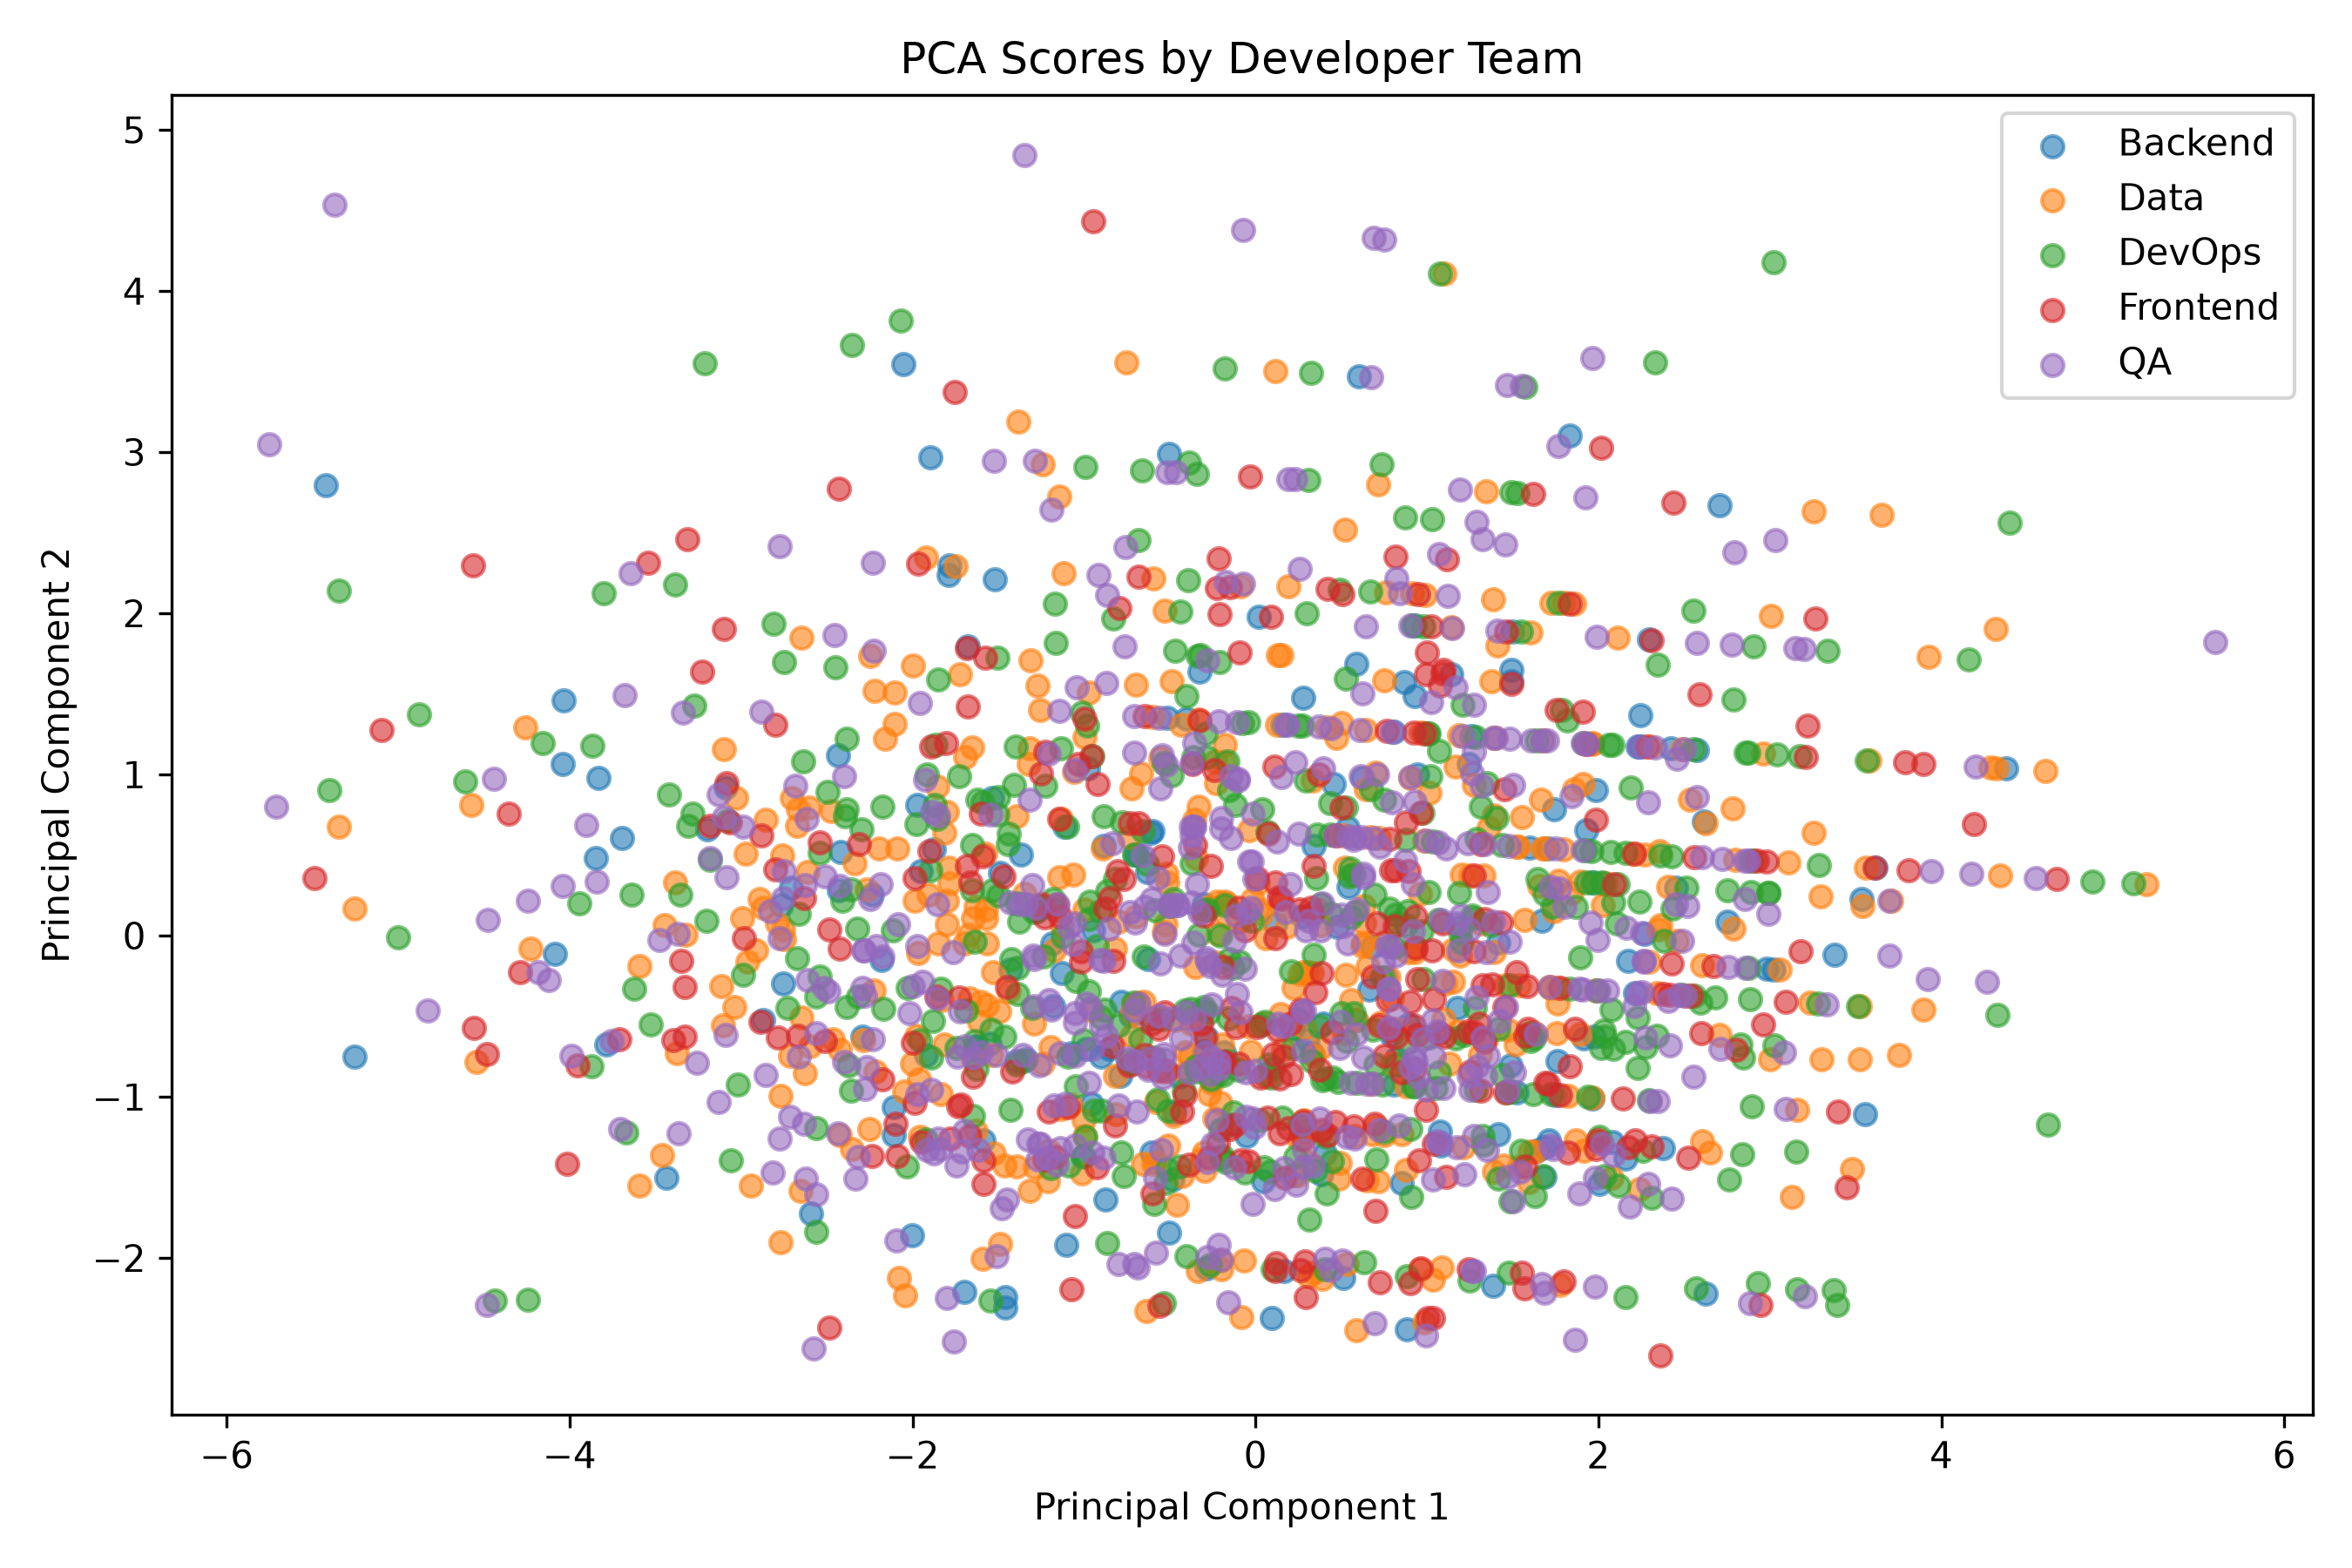 PCA Scores by Developer Team
Backend
Data
DevOps
Frontend
QA
5
4
3
2
1
0
−1
−2
Principal Component 2
−6
−4
−2
0
2
4
6
Principal Component 1